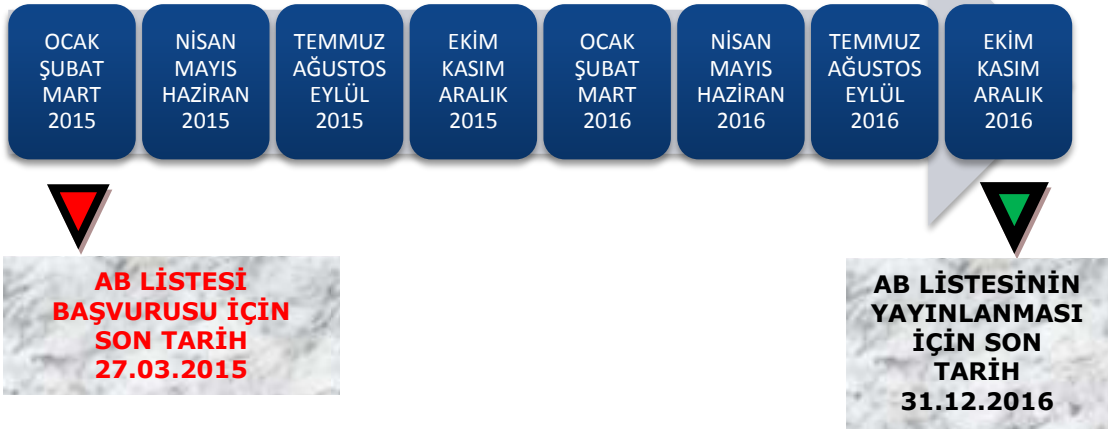 OCAK
ŞUBAT
MART
2015
NİSAN
MAYIS
HAZİRAN
2015
TEMMUZ
AĞUSTOS
EYLÜL
2015
EKİM
KASIM
ARALIK
2015
OCAK
ŞUBAT
MART
2016
NİSAN
MAYIS
HAZİRAN
2016
TEMMUZ
AĞUSTOS
EYLÜL
2016
EKİM
KASIM
ARALIK
2016
AB LİSTESİ
BAŞVURUSU İÇİN
SON TARİH
27.03.2015
AB LİSTESİNİN
YAYINLANMASI
İÇİN SON
TARİH
31.12.2016